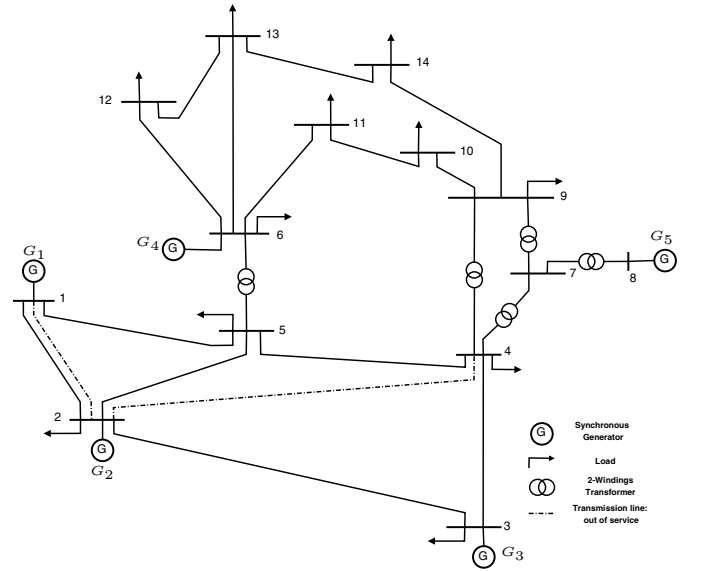 13
14
12
11
10
9
6
G4
G
G5
G
G1
G
7
8
1
5
4
2
G
G2
G
Synchronous
Generator
Load
2-Windings
Transformer
Transmission line:
out of service
3
G
G3